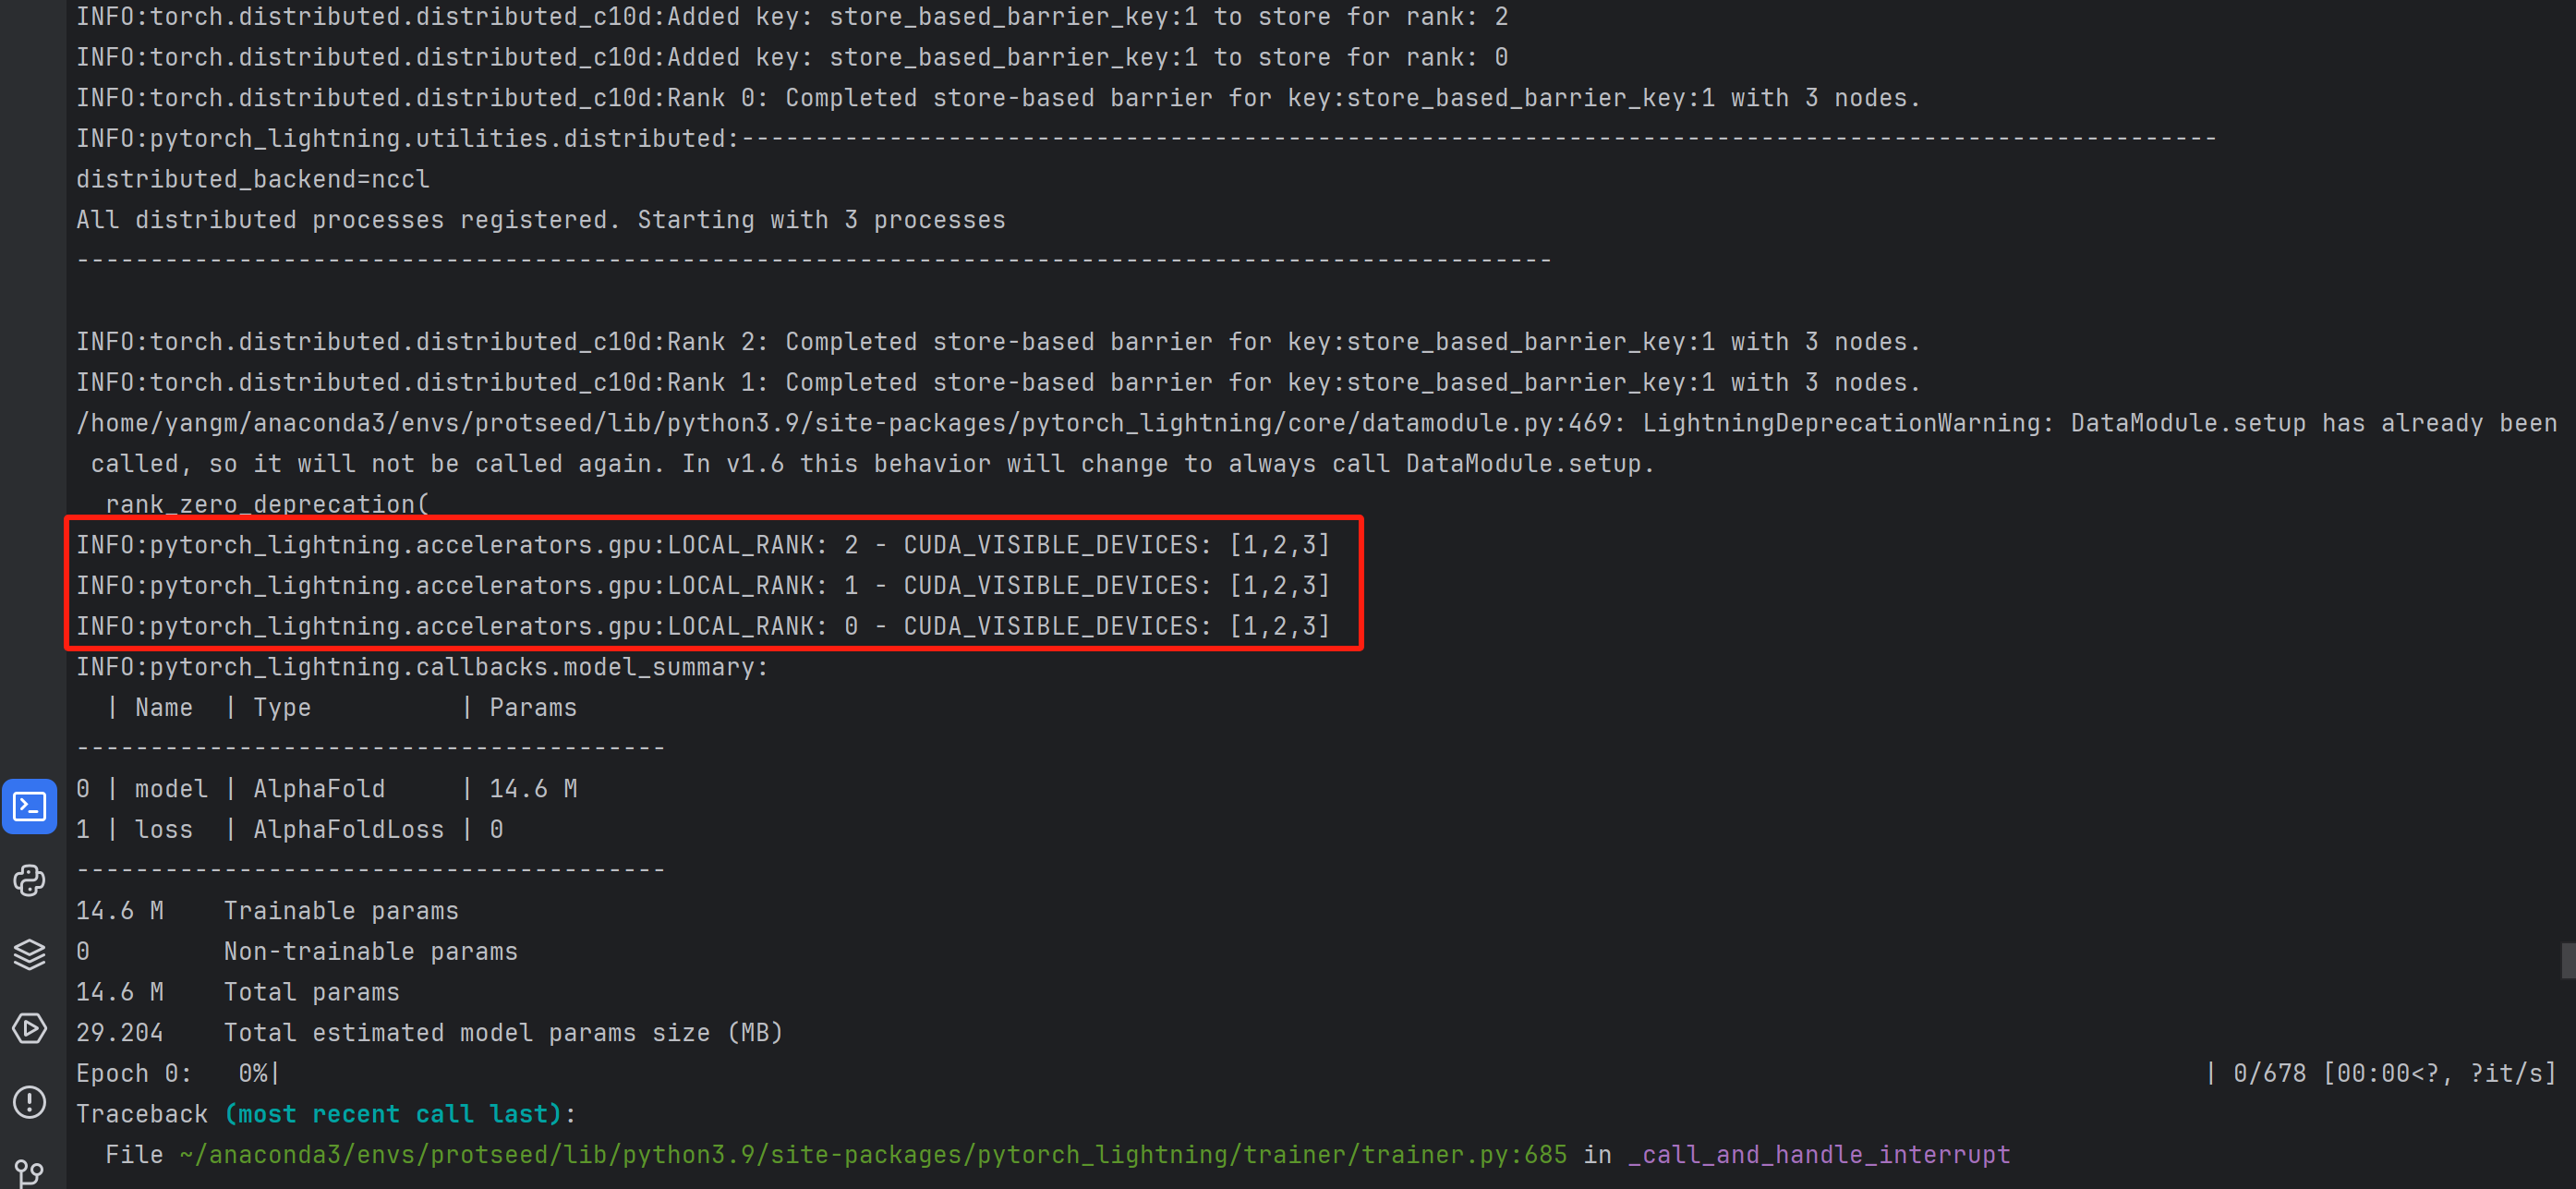 INFO:torch.distributed.distributed_c10d:Added key: store_based_barrier_key:1 to store for rank: 2
INFO:torch.distributed.distributed_c10d:Added key: store_based_barrier_key:1 to store for rank: 0
INFO:torch.distributed.distributed_c10d:Rank 0: Completed store-based barrier for key:store_based_barrier_key:1 with 3 nodes.
INFO:pytorch_lightning.utilities.distributed:----------------------------------------------------------------------------------------------------
distributed_backend=nccl
All distributed processes registered. Starting with 3 processes
----------------------------------------------------------------------------------------------------
INFO:torch.distributed.distributed_c10d:Rank 2: Completed store-based barrier for key:store_based_barrier_key:1 with 3 nodes.
INFO:torch.distributed.distributed_c10d:Rank 1: Completed store-based barrier for key:store_based_barrier_key:1 with 3 nodes.
/home/yangm/anaconda3/envs/protseed/lib/python3.9/site-packages/pytorch_lightning/core/datamodule.py:469: LightningDeprecationWarning: DataModule.setup has already been
 called, so it will not be called again. In v1.6 this behavior will change to always call DataModule.setup.
  rank_zero_deprecation(
INFO:pytorch_lightning.accelerators.gpu:LOCAL_RANK: 2 - CUDA_VISIBLE_DEVICES: [1,2,3]
INFO:pytorch_lightning.accelerators.gpu:LOCAL_RANK: 1 - CUDA_VISIBLE_DEVICES: [1,2,3]
INFO:pytorch_lightning.accelerators.gpu:LOCAL_RANK: 0 - CUDA_VISIBLE_DEVICES: [1,2,3]
INFO:pytorch_lightning.callbacks.model_summary:
  | Name  | Type          | Params
----------------------------------------
0 | model | AlphaFold     | 14.6 M
1 | loss  | AlphaFoldLoss | 0
----------------------------------------
14.6 M    Trainable params
0         Non-trainable params
14.6 M    Total params
29.204    Total estimated model params size (MB)
Epoch 0:   0%|          | 0/678 [00:00<?, ?it/s]
Traceback (most recent call last):
  File ~/anaconda3/envs/protseed/lib/python3.9/site-packages/pytorch_lightning/trainer/trainer.py:685 in _call_and_handle_interrupt